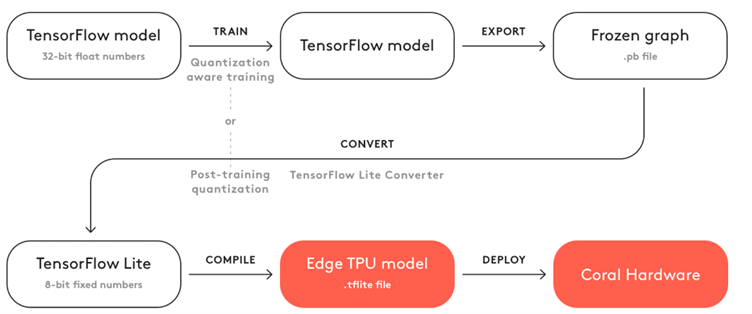 TensorFlow model
32-bit float numbers
TRAIN
Quantization
aware training
TensorFlow model
EXPORT
Frozen graph
.pb file
or
CONVERT
Post-training
quantization
TensorFlow Lite Converter
TensorFlow Lite
8-bit fixed numbers
COMPILE
Edge TPU model
.tflite file
DEPLOY
Coral Hardware